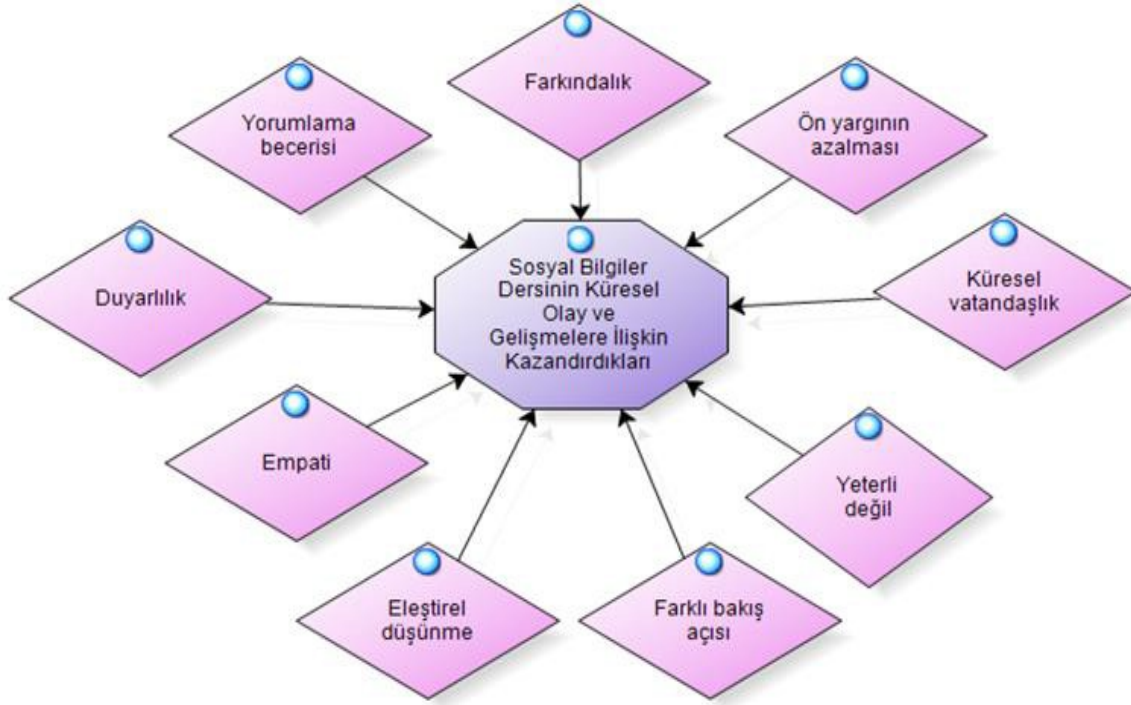 Farkındalık
Yorumlama
becerisi
Ön yargının
azalması
Duyarlılık
Sosyal Bilgiler
Dersinin Küresel
Olay ve
Gelişmelere İlişkin
Kazandırdıkları
Küresel
vatandaşlık
Empati
Yeterli
değil
Eleştirel
düşünme
Farklı bakış
açısı